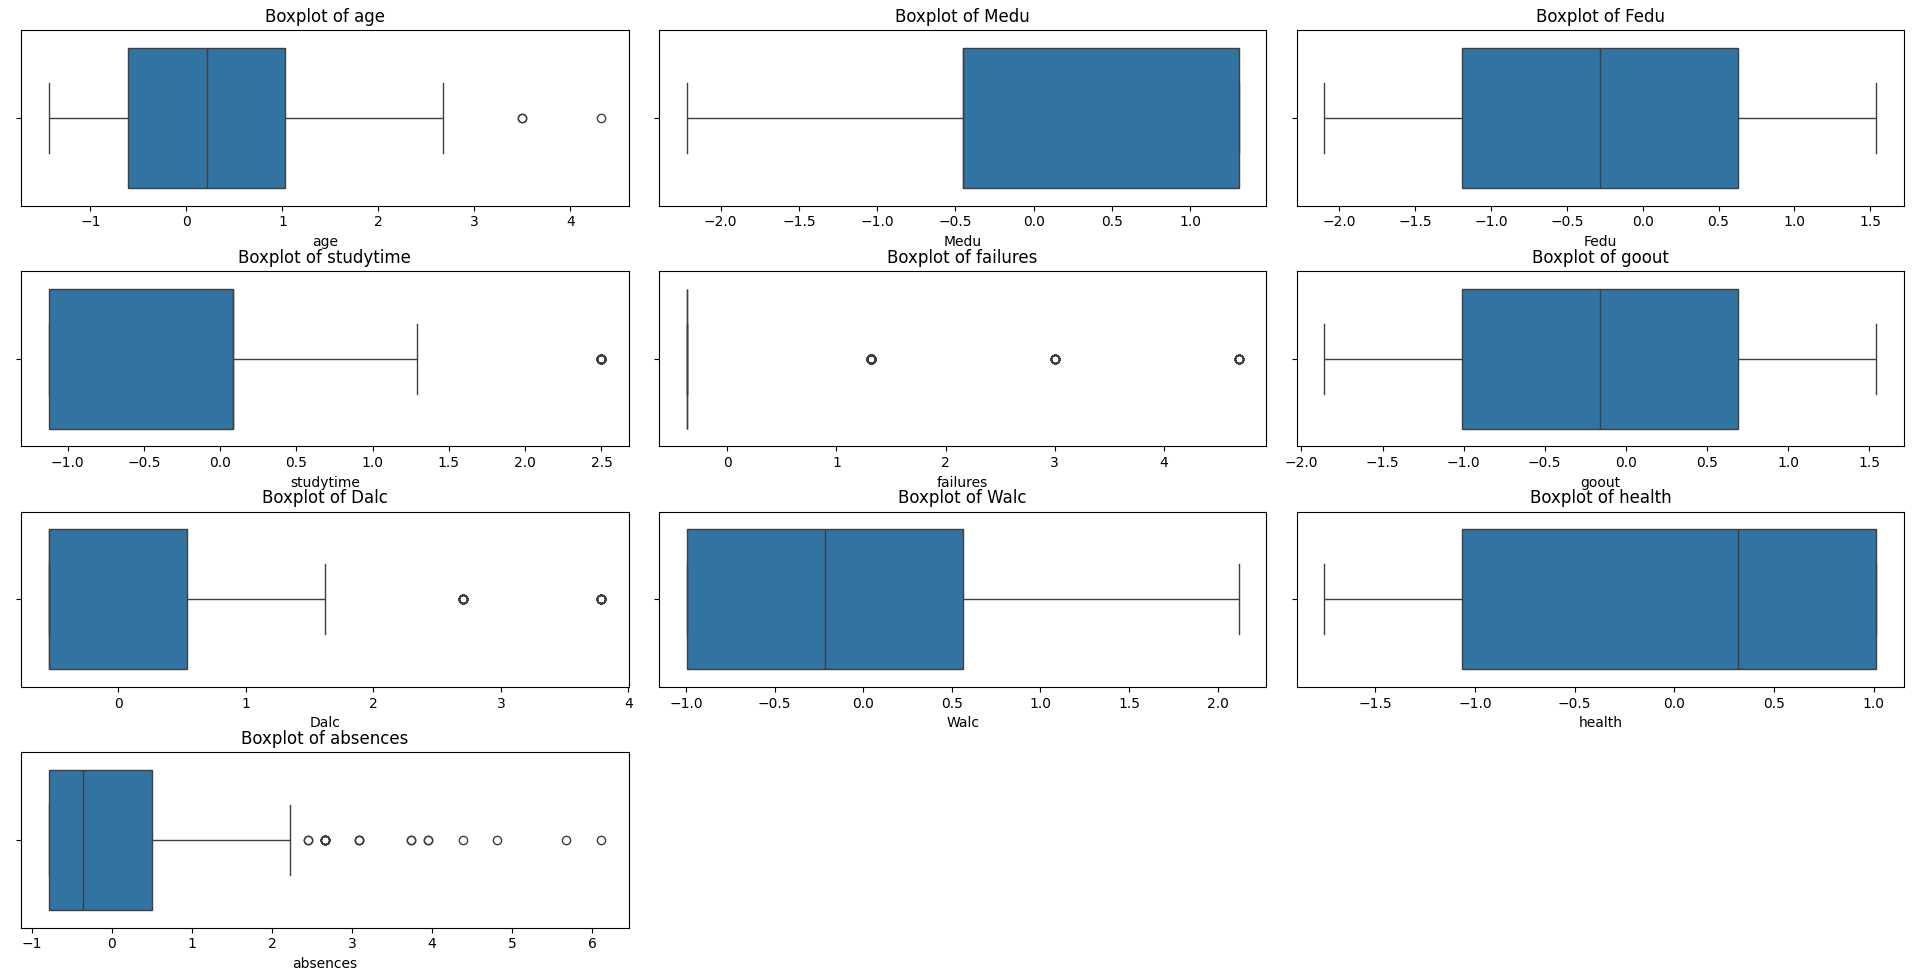 Boxplot of age
Boxplot of Medu
Boxplot of Fedu
−1 0 1 2 3 4
−2.0 −1.5 −1.0 −0.5 0.0 0.5 1.0
−2.0 −1.5 −1.0 −0.5 0.0 0.5 1.0 1.5
age
Medu
Fedu
Boxplot of studytime
Boxplot of failures
Boxplot of goout
−1.0 −0.5 0.0 0.5 1.0 1.5 2.0 2.5
0 1 2 3 4
−2.0 −1.5 −1.0 −0.5 0.0 0.5 1.0 1.5
studytime
failures
goout
Boxplot of Dalc
Boxplot of Walc
Boxplot of health
0 1 2 3 4
−1.0 −0.5 0.0 0.5 1.0 1.5 2.0
−1.5 −1.0 −0.5 0.0 0.5 1.0
Dalc
Walc
health
Boxplot of absences
−1 0 1 2 3 4 5 6
absences